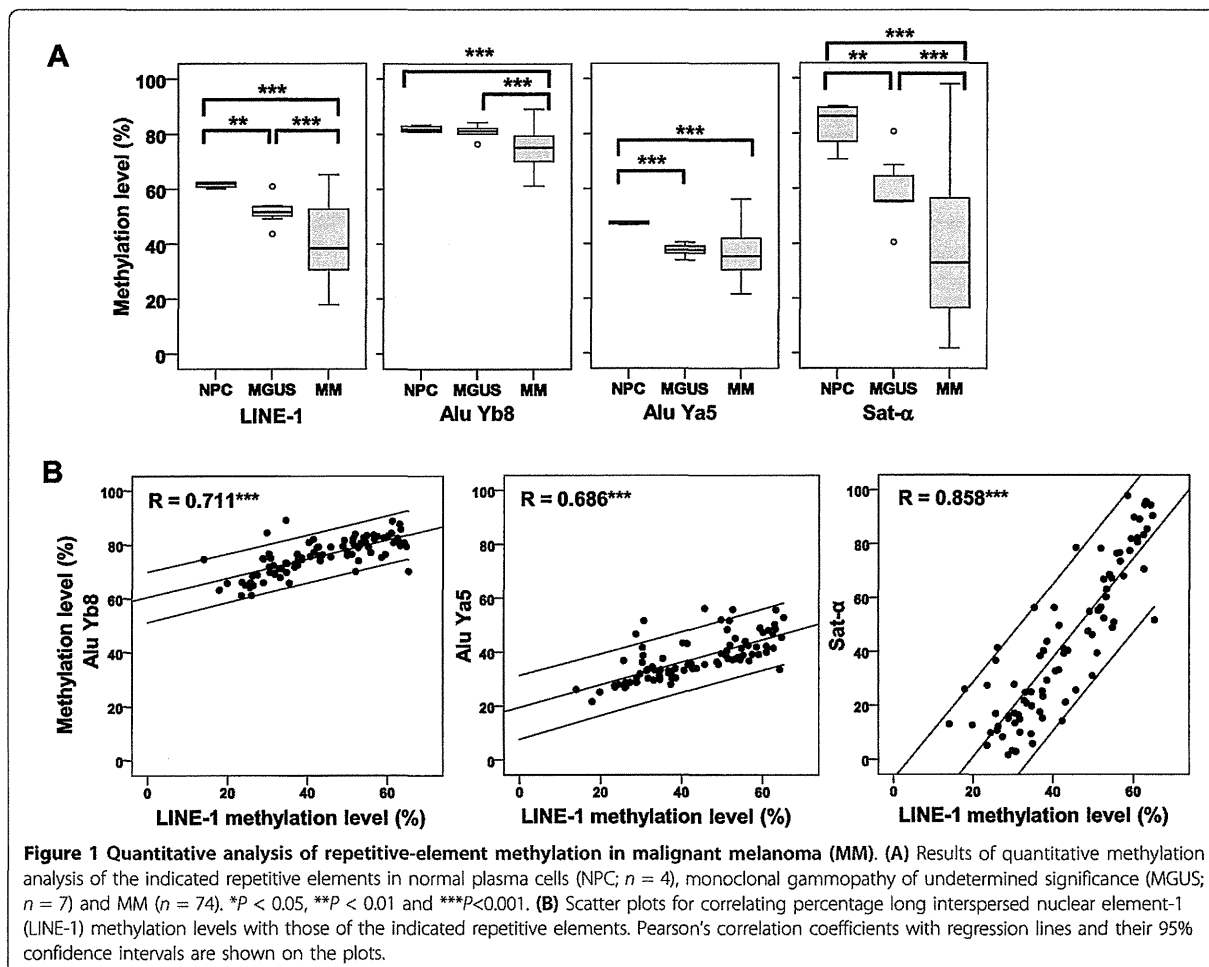 A
Methylation level (%)
100
80
60
40
20
0
***
**
***
NPC MGUS MM
LINE-1
***
***
NPC MGUS MM
Alu Yb8
***
***
NPC MGUS MM
Alu Ya5
***
**
***
NPC MGUS MM
Sat-α
B
Methylation level (%)
Alu Yb8
100
80
60
40
20
0
R = 0.711***
0 20 40 60
LINE-1 methylation level (%)
Alu Ya5
100
80
60
40
20
0
R = 0.686***
0 20 40 60
LINE-1 methylation level (%)
Sat-α
100
80
60
40
20
0
R = 0.858***
0 20 40 60
LINE-1 methylation level (%)
Figure 1 Quantitative analysis of repetitive-element methylation in malignant melanoma (MM). (A) Results of quantitative methylation
analysis of the indicated repetitive elements in normal plasma cells (NPC; n = 4), monoclonal gammopathy of undetermined significance (MGUS;
n = 7) and MM (n = 74). *P < 0.05, **P < 0.01 and ***P<0.001. (B) Scatter plots for correlating percentage long interspersed nuclear element-1
(LINE-1) methylation levels with those of the indicated repetitive elements. Pearson's correlation coefficients with regression lines and their 95%
confidence intervals are shown on the plots.